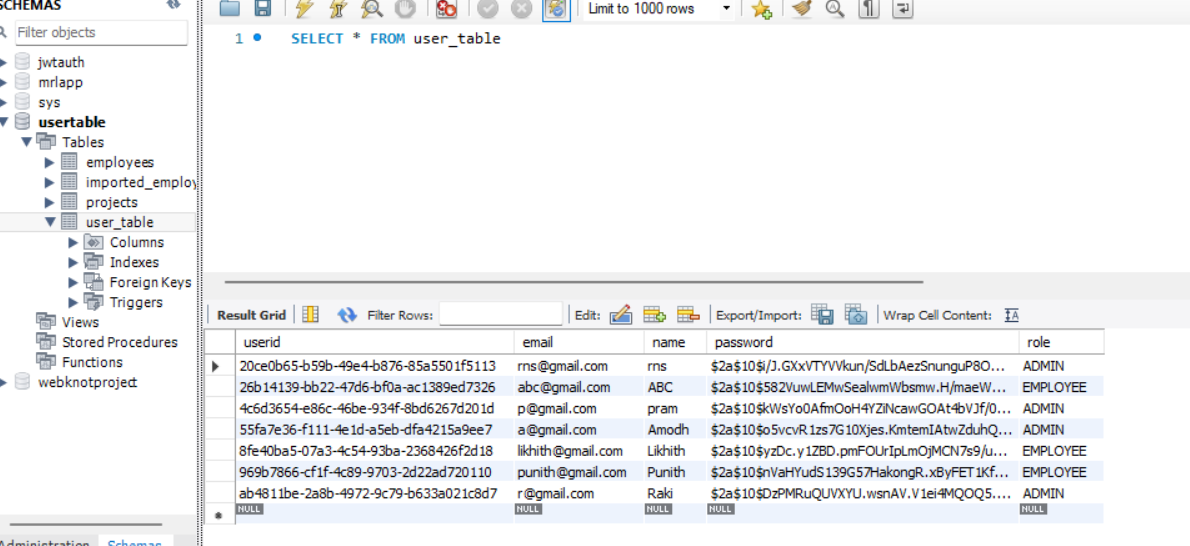 SCHEMAS
Filter objects
jwtauth
mrlapp
sys
usertable
Tables
employees
imported_employ
projects
user_table
Columns
Indexes
Foreign Keys
Triggers
Views
Stored Procedures
Functions
webknotproject
Administration Schemas
Limit to 1000 rows
1 SELECT * FROM user_table
Result Grid Filter Rows: Edit: Export/Import: Wrap Cell Content: IA
userid email name password role
20ce0b65-b59b-49e4-b876-85a5501f5113 rns@gmail.com rns $2a$10$i/J.GXxVTYVVkun/SdLbAezSnunguP8O... ADMIN
26b14139-bb22-47d6-bf0a-ac1389ed7326 abc@gmail.com ABC $2a$10$582VuwLEMwSealwmWbsmw.H/maeW... EMPLOYEE
4c6d3654-e86c-46be-934f-8bd6267d201d p@gmail.com pram $2a$10$kWsYo0AfmOoH4YZiNcawGOAt4bVJf/0... ADMIN
55fa7e36-f111-4e1d-a5eb-dfa4215a9ee7 a@gmail.com Amodh $2a$10$o5vcvR1zs7G10Xjes.KmtemIAtwZduhQ... ADMIN
8fe40ba5-07a3-4c54-93ba-2368426f2d18 likhith@gmail.com Likhith $2a$10$yzDc.y1ZBD.pmFOUrIpLmOjMCN7s9/u... EMPLOYEE
969b7866-cf1f-4c89-9703-2d22ad720110 punith@gmail.com Punith $2a$10$nVaHYudS139G57HakongR.xByFET1Kf... EMPLOYEE
ab4811be-2a8b-4972-9c79-b633a021c8d7 r@gmail.com Raki $2a$10$DzPMRuQUVXYU.wsnAV.V1ei4MQOQ5.... ADMIN
NULL NULL NULL NULL NULL